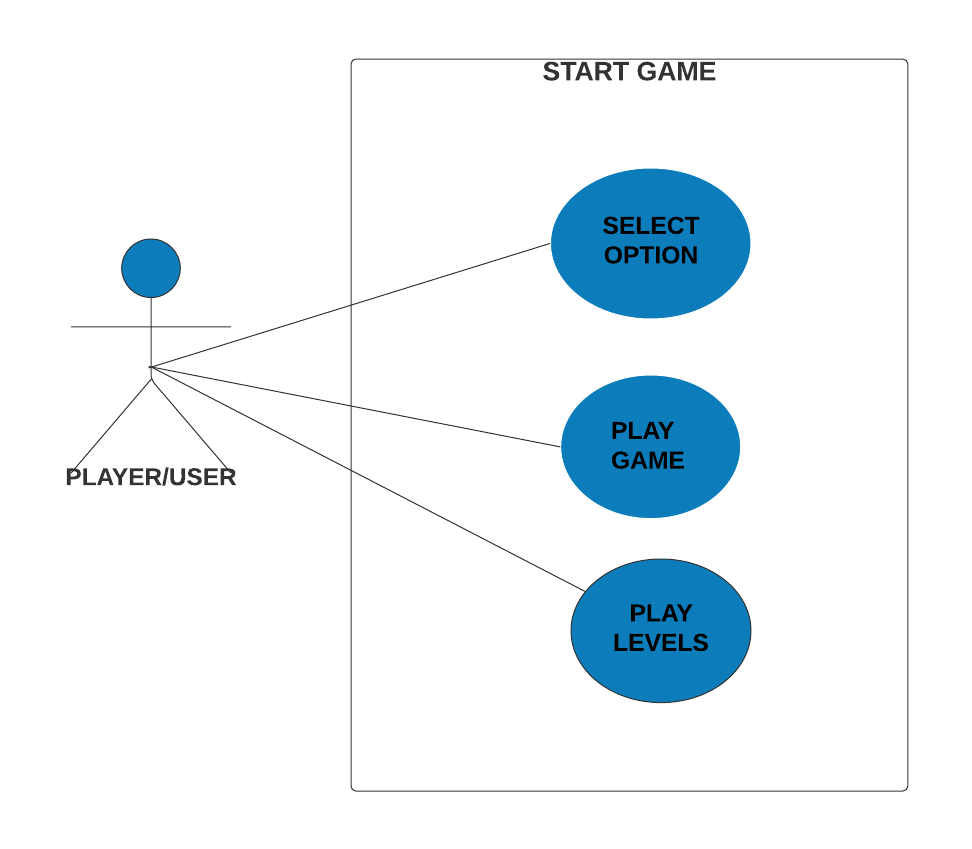 START GAME
SELECT
OPTION
PLAY
GAME
PLAYER/USER
PLAY
LEVELS